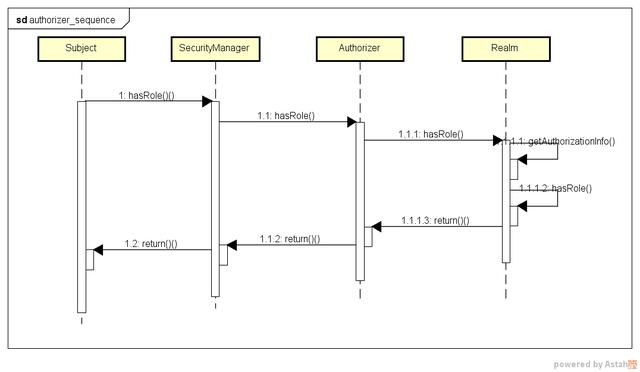 sd authorizer_sequence
Subject
SecurityManager
Authorizer
Realm
1: hasRole()()
1.1: hasRole()
1.1.1: hasRole()
1.1: getAuthorizationInfo()
1.1.1.2: hasRole()
1.1.1.3: return()()
1.1.2: return()()
1.2: return()()
powered by Astah